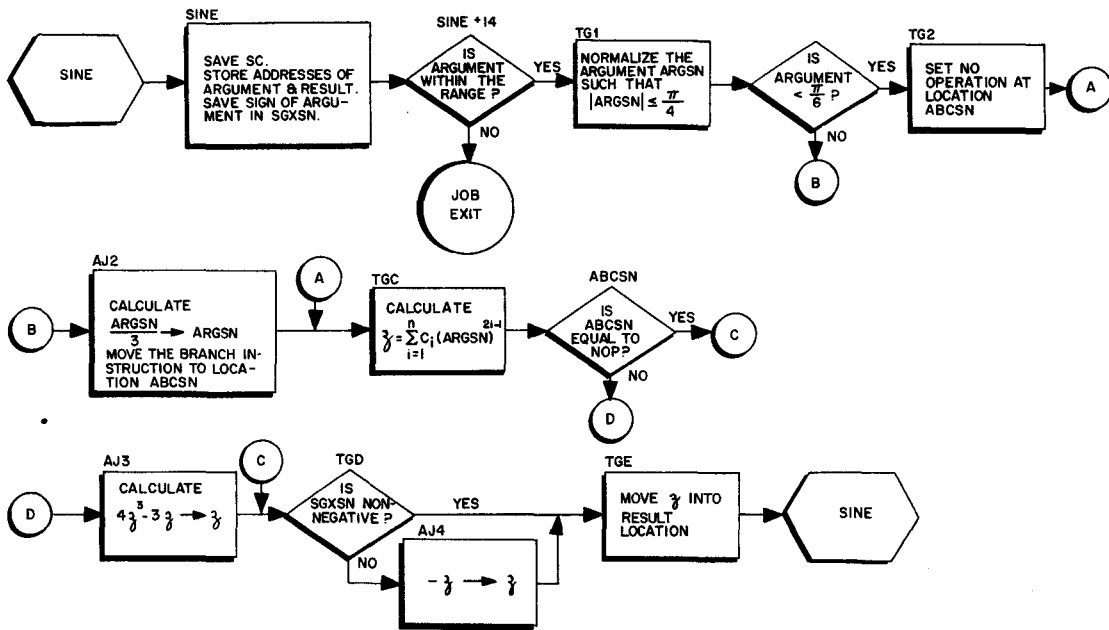 SINE
SINE
SAVE SC.
STORE ADDRESSES OF
ARGUMENT & RESULT.
SAVE SIGN OF ARGU-
MENT IN SGXSN.
SINE +14
IS
ARGUMENT
WITHIN THE
RANGE ?
YES
NO
JOB
EXIT
TG1
NORMALIZE THE
ARGUMENT ARGSN
SUCH THAT
|ARGSN| ≤ π/4
IS
ARGUMENT
< π/6 ?
YES
NO
B
TG2
SET NO
OPERATION AT
LOCATION
ABCSN
A
B
AJ2
CALCULATE
ARGSN/3 → ARGSN
MOVE THE BRANCH IN-
STRUCTION TO LOCA-
TION ABCSN
A
TGC
CALCULATE
z = Σ_{i=1}^{n} C_i (ARGSN)^{2i-1}
ABCSN
IS
ABCSN
EQUAL TO
NOP?
YES
C
NO
D
D
AJ3
CALCULATE
4z³-3z → z
C
TGD
IS
SGXSN NON-
NEGATIVE ?
YES
NO
AJ4
-z → z
TGE
MOVE z INTO
RESULT
LOCATION
SINE